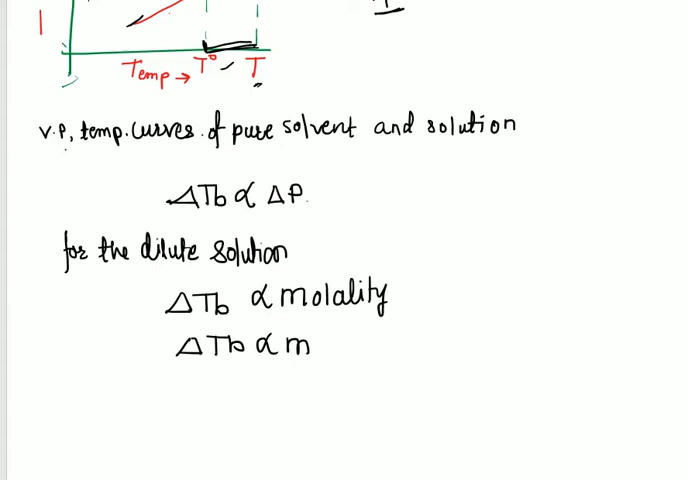 Temp → T° T
V.P, temp. curves of pure solvent and solution
ΔTb ∝ ΔP.
for the dilute solution
ΔTb ∝ molality
ΔTb ∝ m